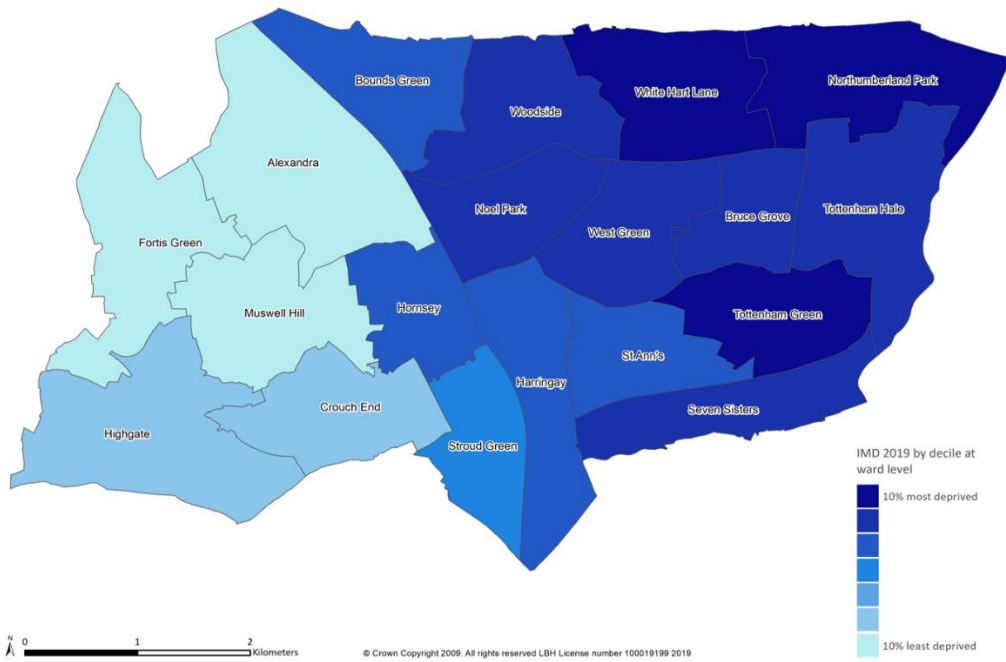 Bounds Green
White Hart Lane
Northumberland Park
Woodside
Alexandra
Noel Park
Bruce Grove
Tottenham Hale
West Green
Fortis Green
Hornsey
Muswell Hill
Tottenham Green
St.Ann's
Harringay
Crouch End
Seven Sisters
Highgate
Stroud Green
IMD 2019 by decile at
ward level
10% most deprived
10% least deprived
N
0 1 2
Kilometers
© Crown Copyright 2009. All rights reserved LBH License number 100019199 2019